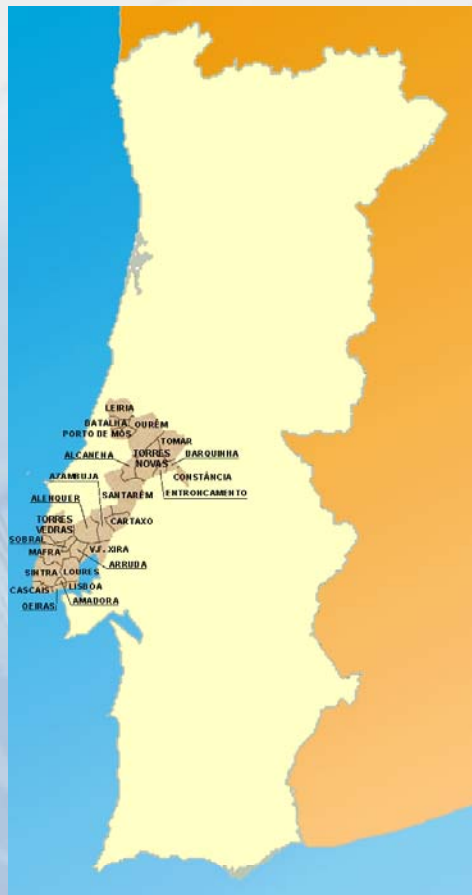 LEIRIA
BATALHA
OURÉM
PORTO DE MÓS
TOMAR
ALCANENA
TORRES
NOVAS
BARQUINHA
CONSTÂNCIA
AZAMBUJA
ENTRONCAMENTO
SANTARÉM
ALENQUER
CARTAXO
TORRES
VEDRAS
SOBRAL
MAFRA
V.F. XIRA
ARRUDA
SINTRA
LOURES
CASCAIS
LISBOA
OEIRAS
AMADORA